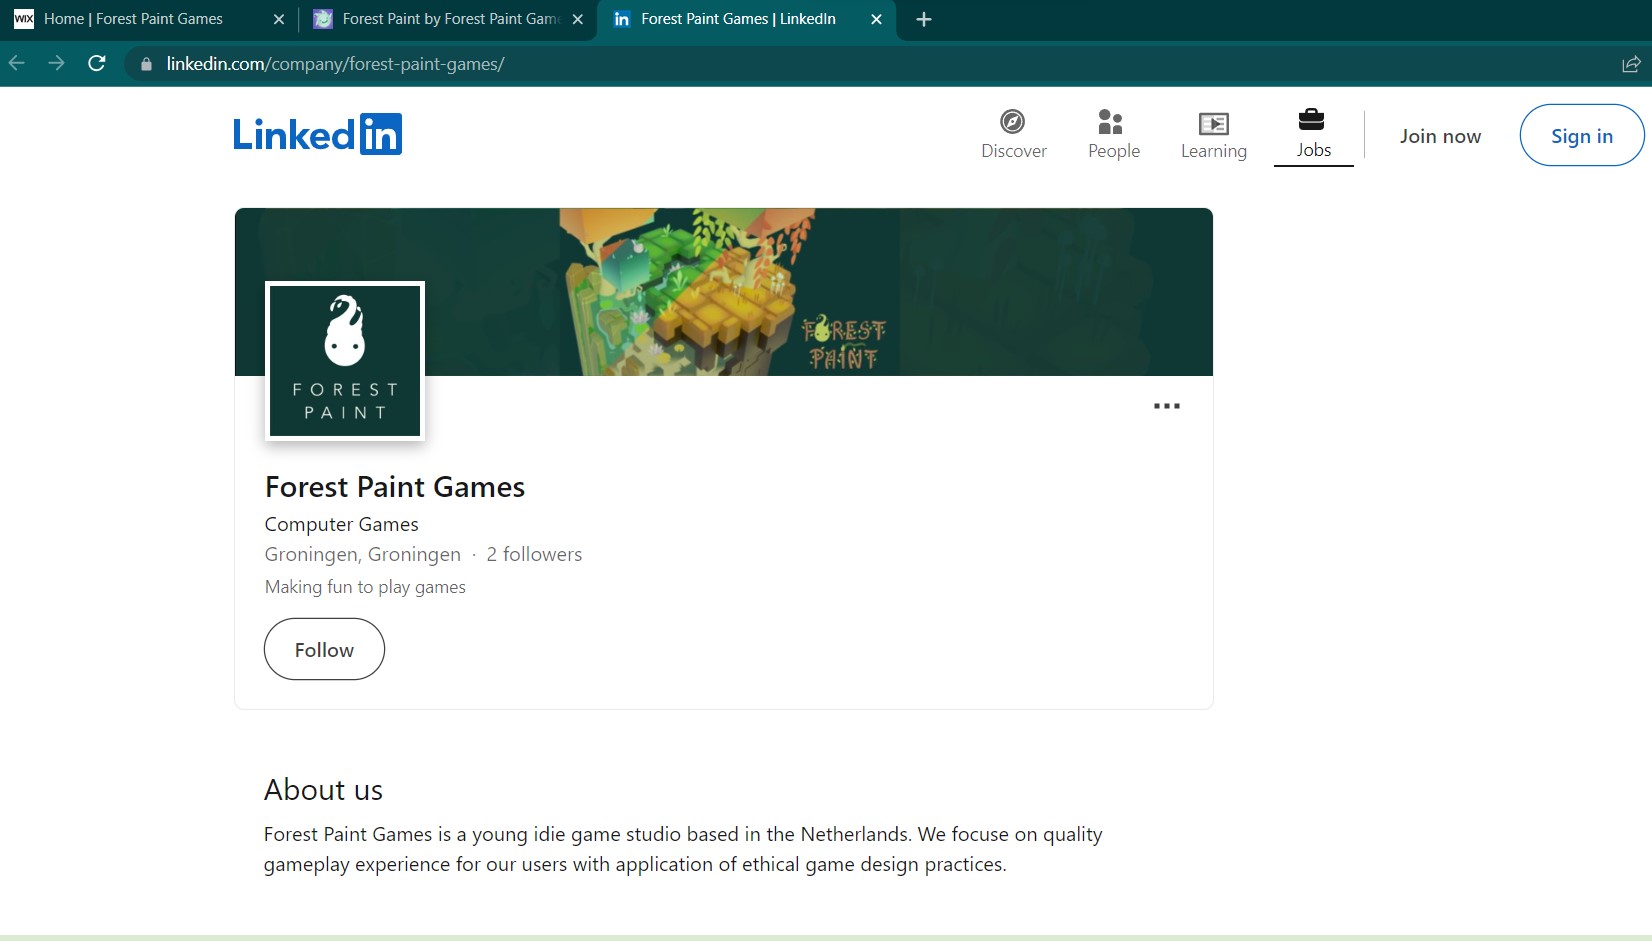 WIX Home | Forest Paint Games
Forest Paint by Forest Paint Game
in Forest Paint Games | LinkedIn
linkedin.com/company/forest-paint-games/
Linkedin
Discover
People
Learning
Jobs
Join now
Sign in
FOREST
PAINT
FOREST
PAINT
Forest Paint Games
Computer Games
Groningen, Groningen · 2 followers
Making fun to play games
Follow
About us
Forest Paint Games is a young idie game studio based in the Netherlands. We focuse on quality
gameplay experience for our users with application of ethical game design practices.